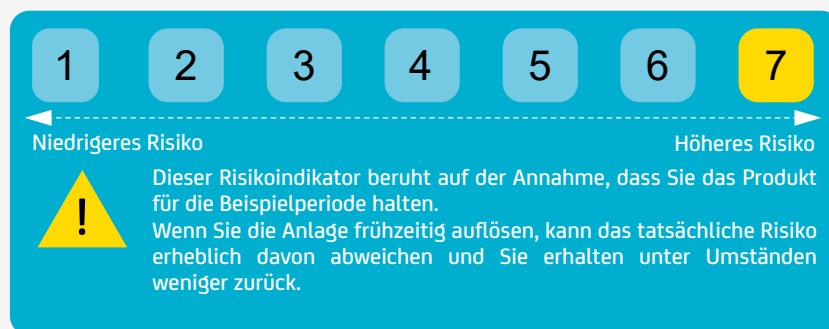 1 2 3 4 5 6 7
Niedrigeres Risiko Höheres Risiko
!
Dieser Risikoindikator beruht auf der Annahme, dass Sie das Produkt
für die Beispielperiode halten.
Wenn Sie die Anlage frühzeitig auflösen, kann das tatsächliche Risiko
erheblich davon abweichen und Sie erhalten unter Umständen
weniger zurück.